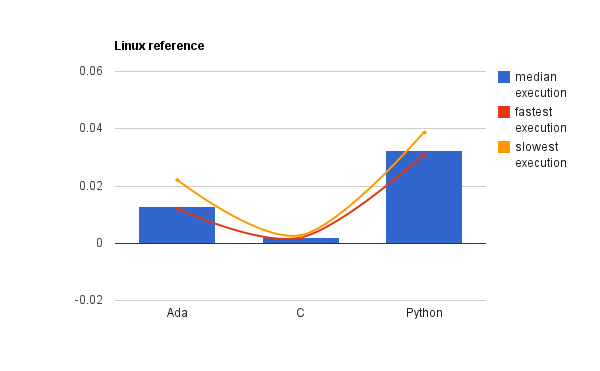 Linux reference
0.06
0.04
0.02
0
-0.02
Ada
C
Python
median
execution
fastest
execution
slowest
execution